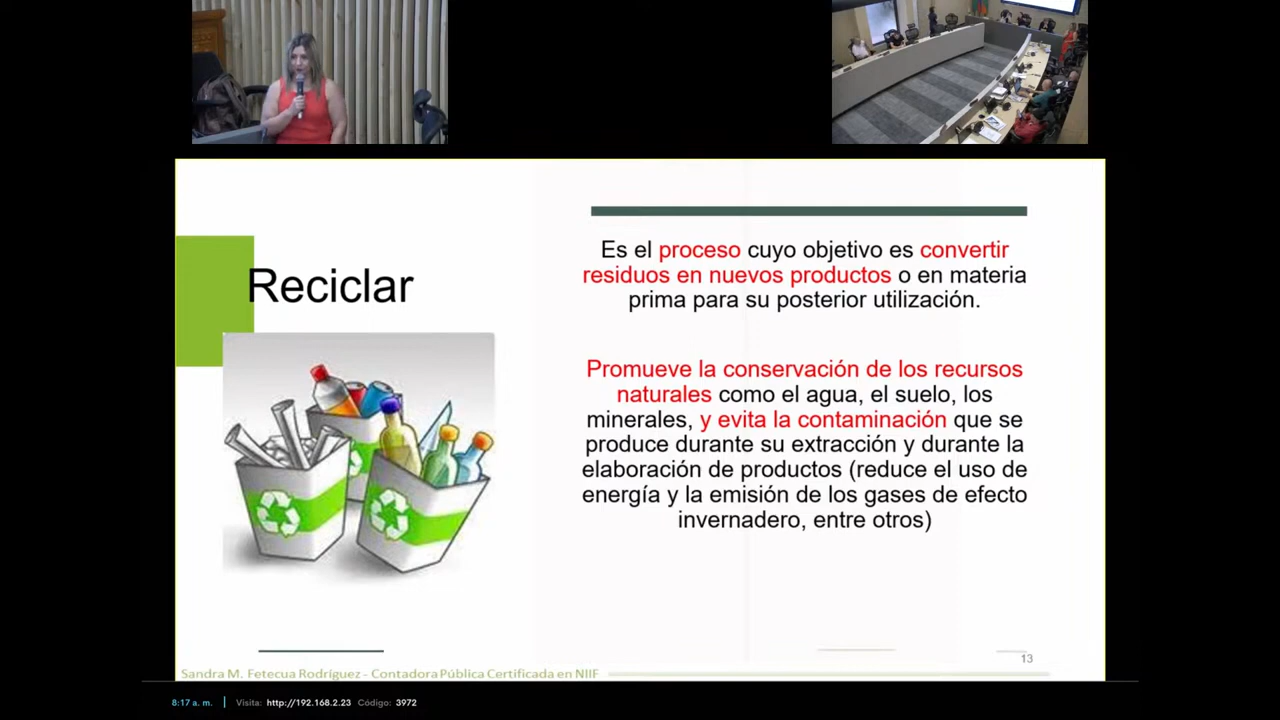 Reciclar
Es el proceso cuyo objetivo es convertir
residuos en nuevos productos o en materia
prima para su posterior utilización.
Promueve la conservación de los recursos
naturales como el agua, el suelo, los
minerales, y evita la contaminación que se
produce durante su extracción y durante la
elaboración de productos (reduce el uso de
energía y la emisión de los gases de efecto
invernadero, entre otros)
13
Sandra M. Fetecua Rodríguez - Contadora Pública Certificada en NIIF
8:17 a. m. | Visita: http://192.168.2.23 Código: 3972